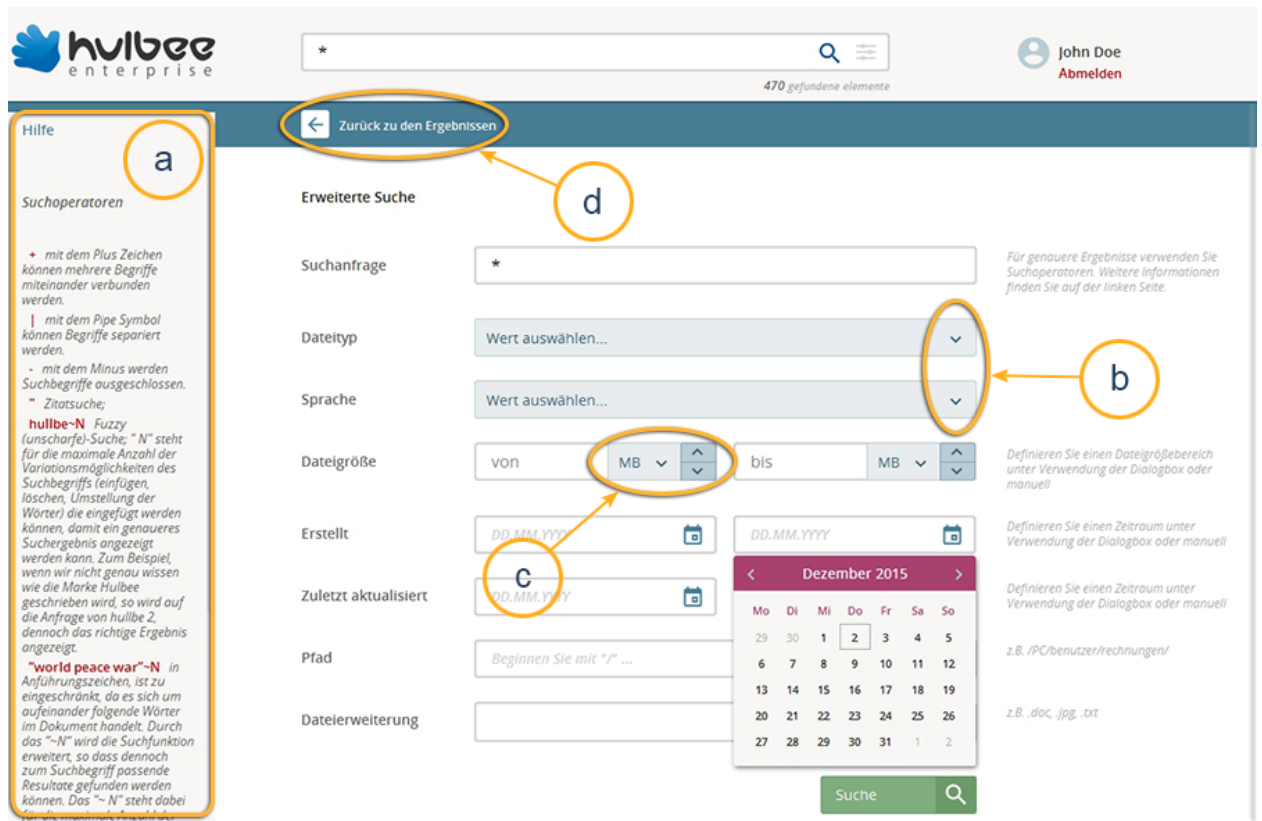 hulbee
enterprise
*
470 gefundene elemente
John Doe
Abmelden
Zurück zu den Ergebnissen
Hilfe
a
Suchoperatoren
+ mit dem Plus Zeichen
können mehrere Begriffe
miteinander verbunden
werden.
| mit dem Pipe Symbol
können Begriffe separiert
werden.
- mit dem Minus werden
Suchbegriffe ausgeschlossen.
" Zitatsuche;
hullbe~N Fuzzy
(unscharfe)-Suche; " N" steht
für die maximale Anzahl der
Variationsmöglichkeiten des
Suchbegriffs (einfügen,
löschen, Umstellung der
Wörter) die eingefügt werden
können, damit ein genaueres
Suchergebnis angezeigt
werden kann. Zum Beispiel,
wenn wir nicht genau wissen
wie die Marke Hulbee
geschrieben wird, so wird auf
die Anfrage von hullbe 2,
dennoch das richtige Ergebnis
angezeigt.
"world peace war"~N in
Anführungszeichen, ist zu
eingeschränkt, da es sich um
aufeinander folgende Wörter
im Dokument handelt. Durch
das "~N" wird die Suchfunktion
erweitert, so dass dennoch
zum Suchbegriff passende
Resultate gefunden werden
können. Das "~ N" steht dabei
für die maximale Anzahl der
d
Erweiterte Suche
Suchanfrage
*
Für genauere Ergebnisse verwenden Sie
Suchoperatoren. Weitere Informationen
finden Sie auf der linken Seite.
Dateityp
Wert auswählen...
b
Sprache
Wert auswählen...
Dateigröße
von MB bis MB
Definieren Sie einen Dateigrößebereich
unter Verwendung der Dialogbox oder
manuell
Erstellt
DD.MM.YYYY DD.MM.YYYY
Definieren Sie einen Zeitraum unter
Verwendung der Dialogbox oder manuell
c
Zuletzt aktualisiert
DD.MM.YYYY
Definieren Sie einen Zeitraum unter
Verwendung der Dialogbox oder manuell
< Dezember 2015 >
Mo Di Mi Do Fr Sa So
29 30 1 2 3 4 5
6 7 8 9 10 11 12
13 14 15 16 17 18 19
20 21 22 23 24 25 26
27 28 29 30 31 1 2
Pfad
Beginnen Sie mit "/" ...
z.B. /PC/benutzer/rechnungen/
Dateierweiterung
z.B. .doc, .jpg, .txt
Suche